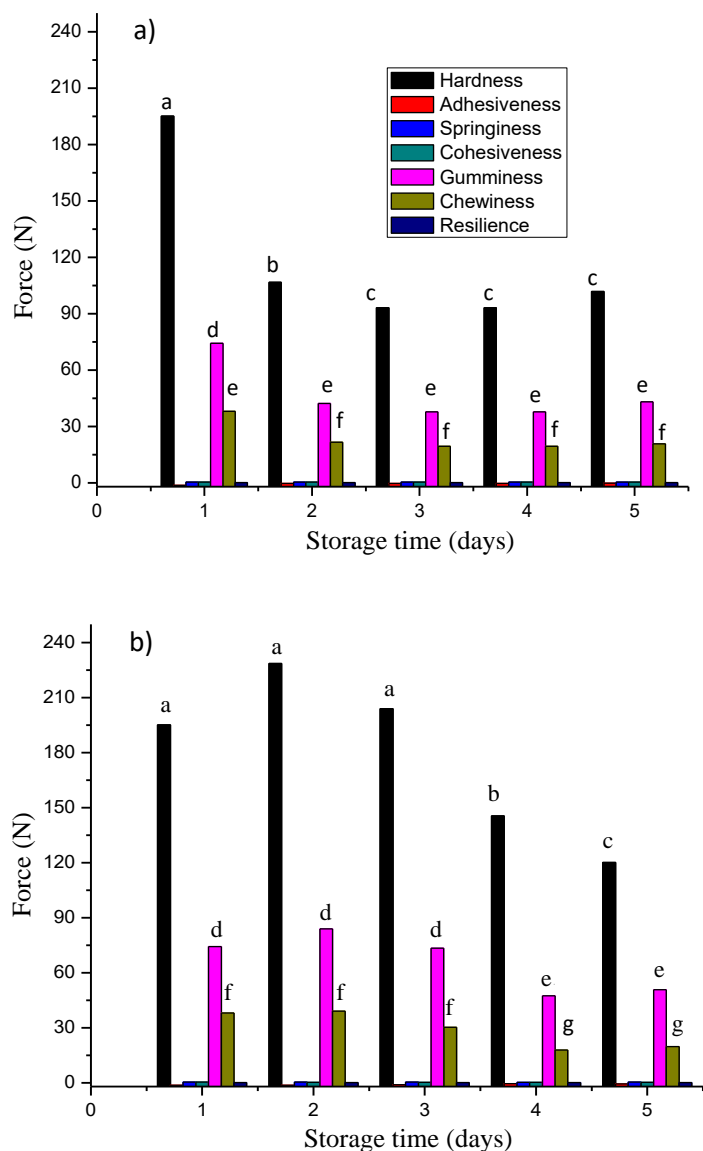 a)
240
210
180
150
120
90
60
30
0
Force (N)
Hardness
Adhesiveness
Springiness
Cohesiveness
Gumminess
Chewiness
Resilience
a
d
e
b
e
f
c
e
f
c
e
f
c
e
f
0 1 2 3 4 5
Storage time (days)
b)
240
210
180
150
120
90
60
30
0
Force (N)
a
d
f
a
d
f
a
d
f
b
e
g
c
e
g
0 1 2 3 4 5
Storage time (days)